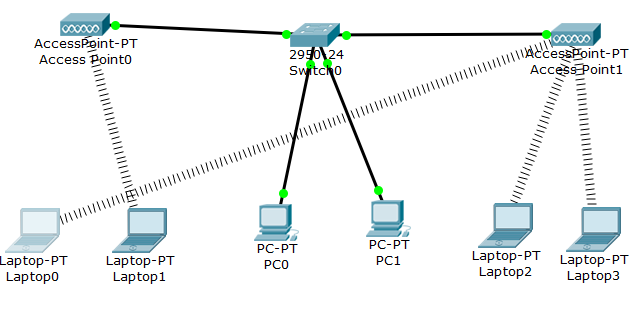 AccessPoint-PT
Access Point0
2950-24
Switch0
AccessPoint-PT
Access Point1
Laptop-PT
Laptop0
Laptop-PT
Laptop1
PC-PT
PC0
PC-PT
PC1
Laptop-PT
Laptop2
Laptop-PT
Laptop3